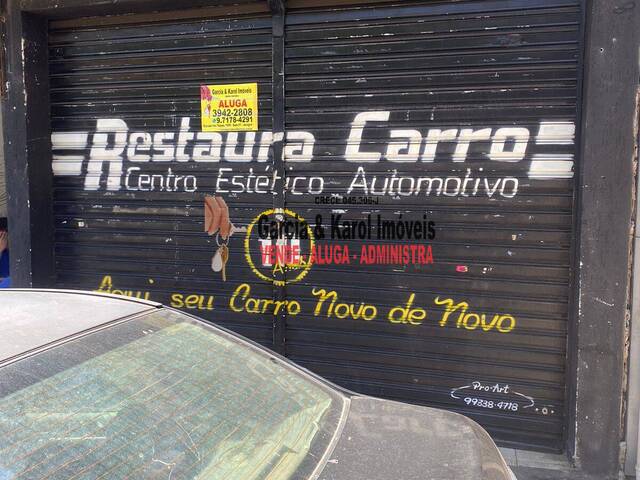 Garcia & Karol Imóveis
ALUGA
3942-2808
9.7178-4291
Restaura Carro
Centro Estético Automotivo
CRECI: 045.306-J
Garcia & Karol Imóveis
VENDE - ALUGA - ADMINISTRA
Aqui seu Carro Novo de Novo
Pro-Art
99338-4718